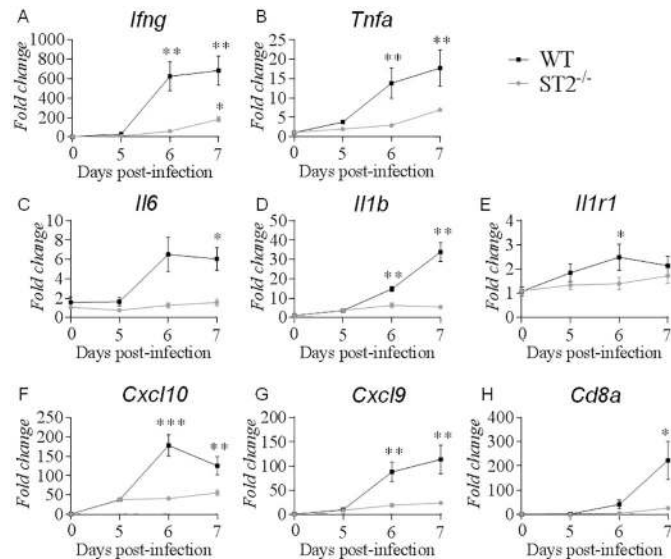 A Ifng
Fold change
1000
800
600
400
200
0
** **
*
0 5 6 7
Days post-infection
B Tnfa
Fold change
25
20
15
10
5
0
** **
0 5 6 7
Days post-infection
WT
ST2-/-
C Il6
Fold change
10
8
6
4
2
0
*
0 5 6 7
Days post-infection
D Il1b
Fold change
50
40
30
20
10
0
** **
0 5 6 7
Days post-infection
E Il1r1
Fold change
4
3
2
1
0
*
0 5 6 7
Days post-infection
F Cxcl10
Fold change
250
200
150
100
50
0
*** **
0 5 6 7
Days post-infection
G Cxcl9
Fold change
200
150
100
50
0
** **
0 5 6 7
Days post-infection
H Cd8a
Fold change
400
300
200
100
0
*
0 5 6 7
Days post-infection